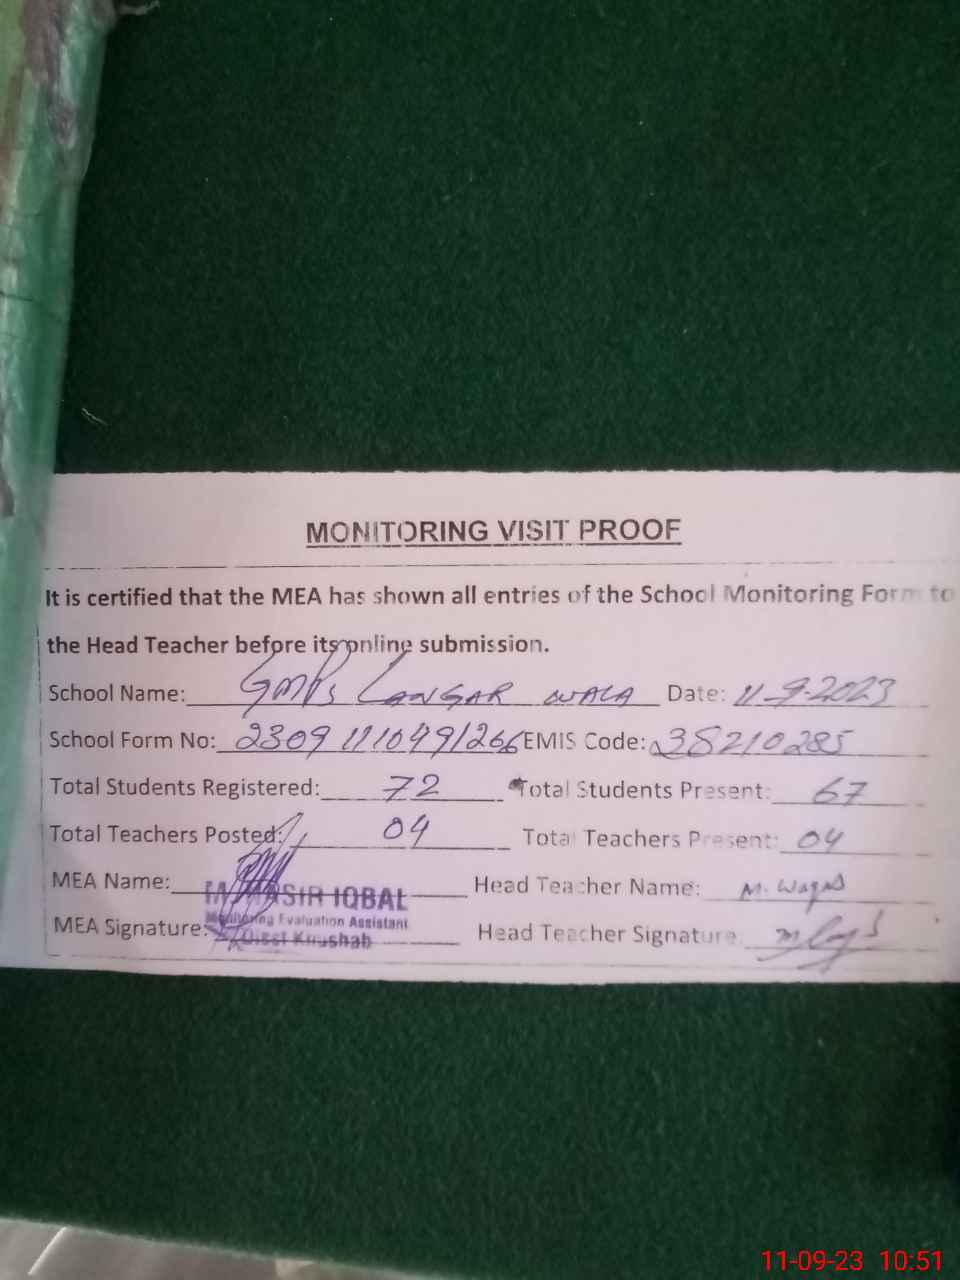 MONITORING VISIT PROOF
It is certified that the MEA has shown all entries of the School Monitoring Form to
the Head Teacher before its online submission.
School Name: GMPS LANGAR WALA Date: 11-9-2023
School Form No: 23091110491266 EMIS Code: 38210285
Total Students Registered: 72 Total Students Present: 67
Total Teachers Posted: 04 Total Teachers Present: 04
MEA Name: IQBAL Head Teacher Name: M. Waqas
Monitoring Evaluation Assistant
MEA Signature: Disst Khushab Head Teacher Signature:
11-09-23 10:51